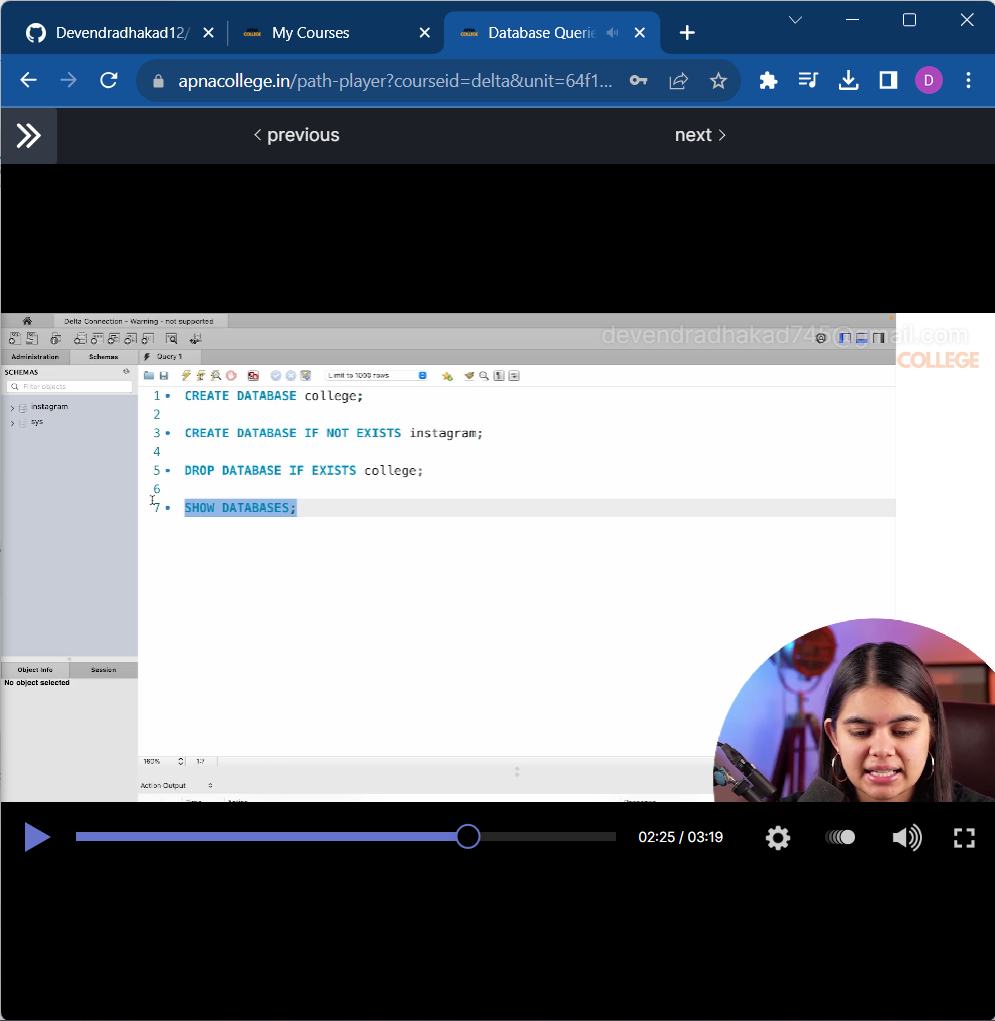 Devendradhakad12/
My Courses
Database Querie
apnacollege.in/path-player?courseid=delta&unit=64f1...
D
< previous
next >
Delta Connection - Warning - not supported
devendradhakad745@gmail.com
COLLEGE
Administration
Schemas
Query 1
SCHEMAS
Filter objects
Limit to 1000 rows
instagram
sys
1 CREATE DATABASE college;
2
3 CREATE DATABASE IF NOT EXISTS instagram;
4
5 DROP DATABASE IF EXISTS college;
6
7 SHOW DATABASES;
Object Info
Session
No object selected
160%
1:7
Action Output
02:25 / 03:19